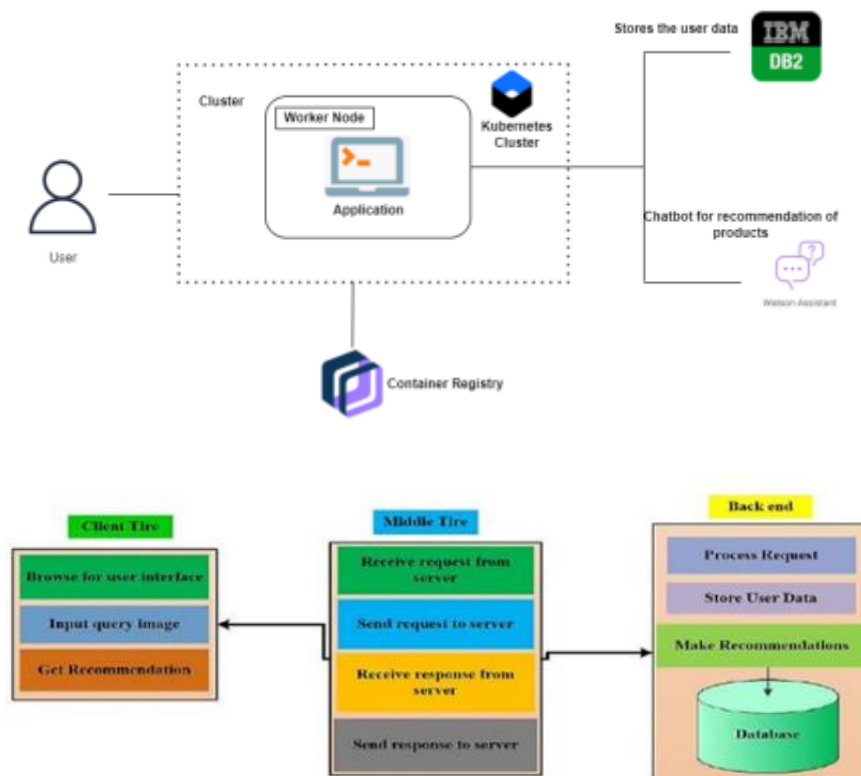 Stores the user data
IBM
DB2
Cluster
Worker Node
Kubernetes
Cluster
Application
User
Chatbot for recommendation of
products
?
Watson Assistant
Container Registry
Client Tire
Middle Tire
Back end
Browse for user interface
Input query Image
Get Recommendation
Receive request from
server
Send request to server
Receive response from
server
Send response to server
Process Request
Store User Data
Make Recommendations
Database